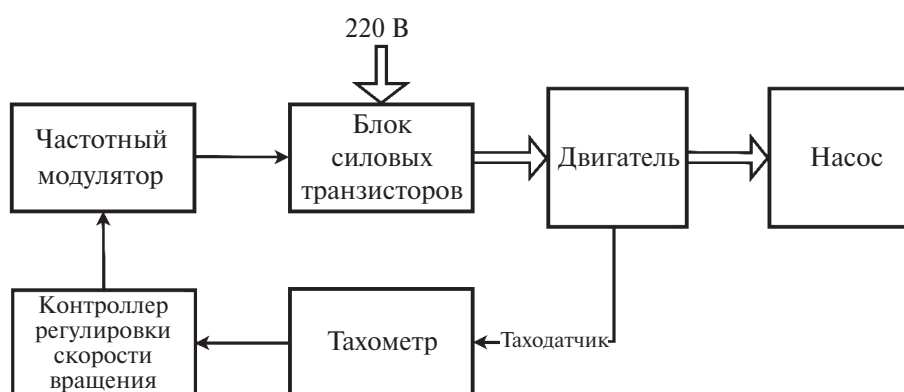 220 В
Частотный
модулятор
Блок
силовых
транзисторов
Двигатель
Насос
Контроллер
регулировки
скорости
вращения
Тахометр
Таходатчик